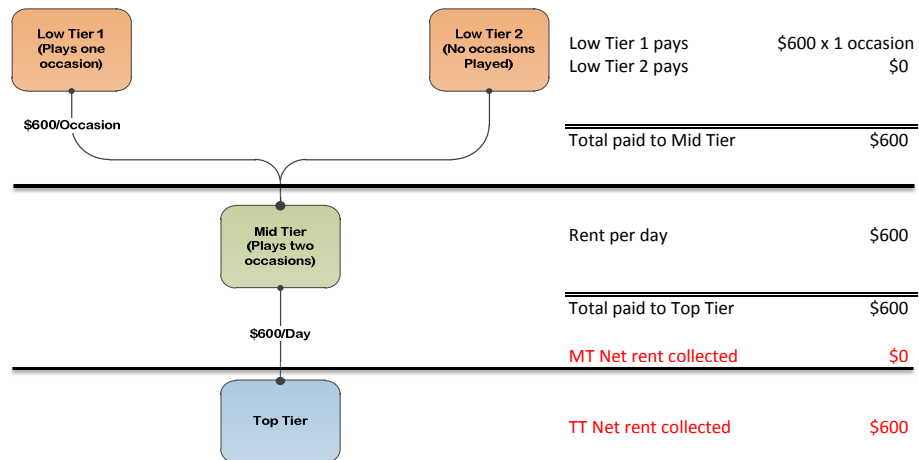 Low Tier 1
(Plays one
occasion)
Low Tier 2
(No occasions
Played)
Low Tier 1 pays $600 x 1 occasion
Low Tier 2 pays $0
$600/Occasion
Total paid to Mid Tier $600
Mid Tier
(Plays two
occasions)
Rent per day $600
Total paid to Top Tier $600
$600/Day
MT Net rent collected $0
Top Tier
TT Net rent collected $600